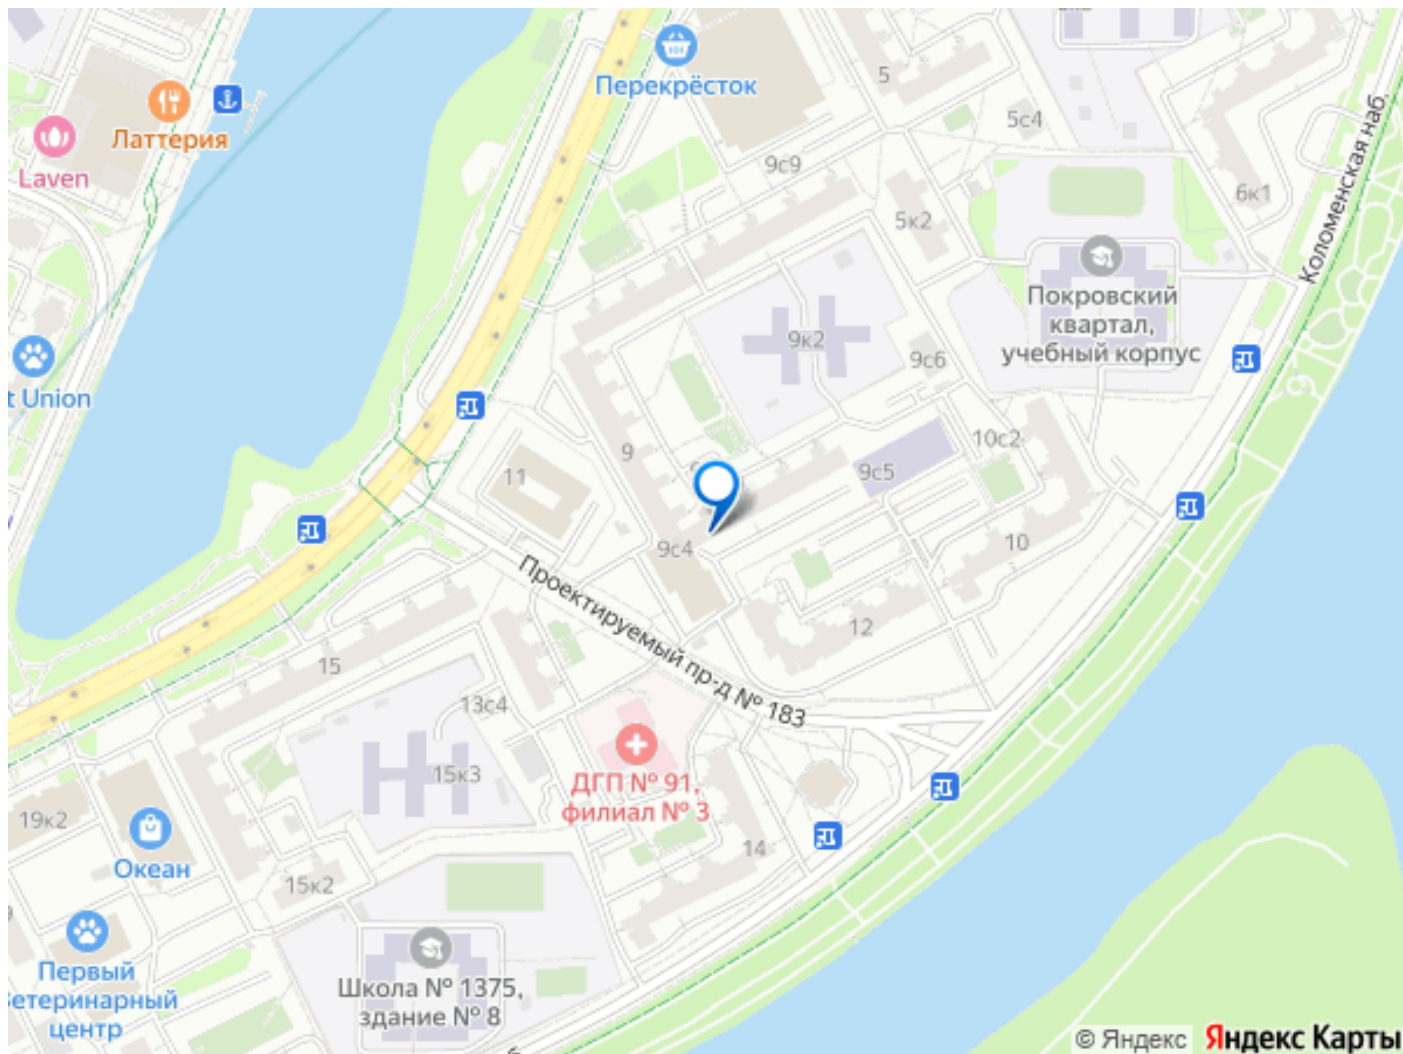 Перекрёсток
Латтерия
Laven
5
5с4
9с9
6к1
5к2
Коломенская наб.
Покровский
квартал,
учебный корпус
9к2
9с6
t Union
10с2
9
9с5
11
9с4
10
Проектируемый пр-д № 183
12
15
13с4
15к3
ДГП № 91,
филиал № 3
19к2
Океан
14
15к2
Первый
ветеринарный
центр
Школа № 1375,
здание № 8
© Яндекс Яндекс Карты